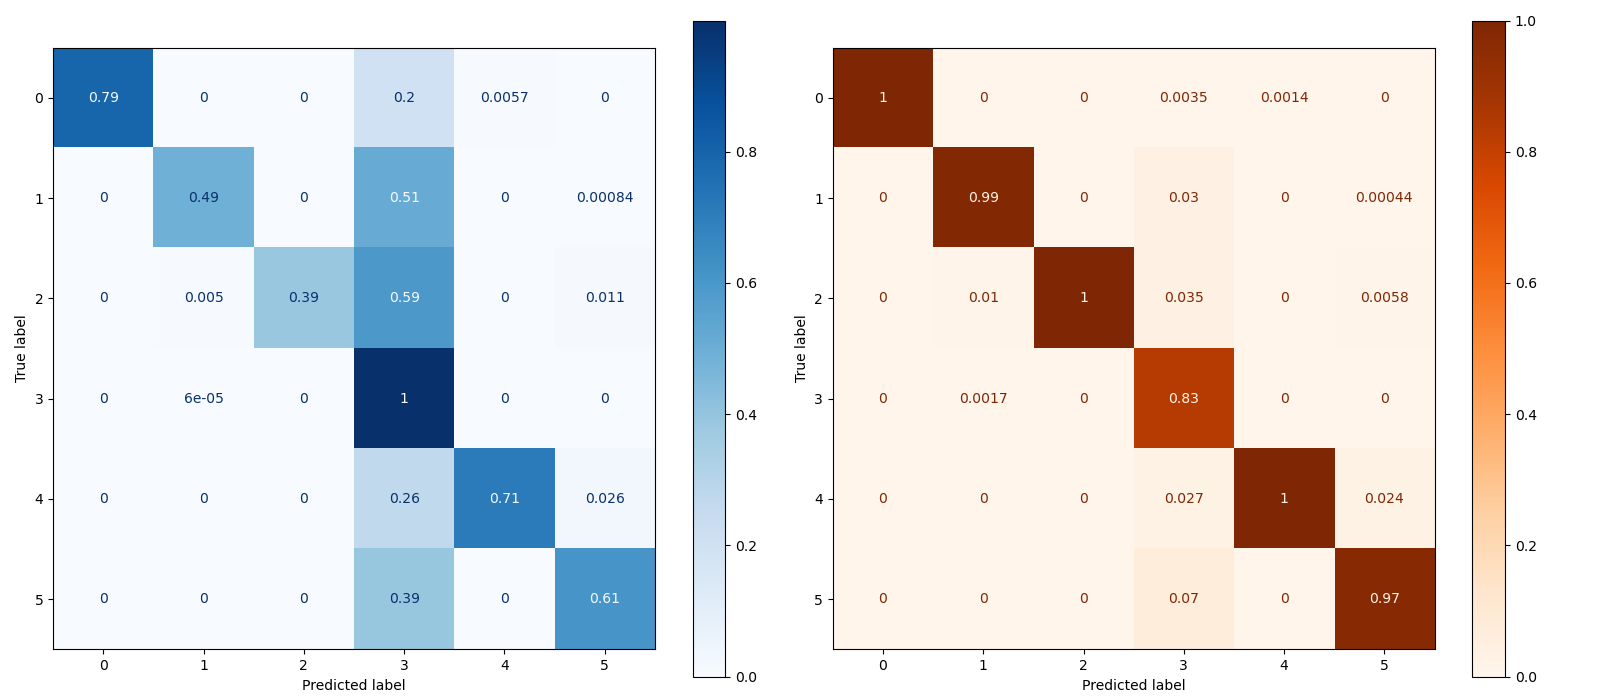 0 0.79 0 0 0.2 0.0057 0
1 0 0.49 0 0.51 0 0.00084
2 0 0.005 0.39 0.59 0 0.011
3 0 6e-05 0 1 0 0
4 0 0 0 0.26 0.71 0.026
5 0 0 0 0.39 0 0.61
0 1 2 3 4 5
True label
Predicted label
0.8
0.6
0.4
0.2
0.0
0 1 0 0 0.0035 0.0014 0
1 0 0.99 0 0.03 0 0.00044
2 0 0.01 1 0.035 0 0.0058
3 0 0.0017 0 0.83 0 0
4 0 0 0 0.027 1 0.024
5 0 0 0 0.07 0 0.97
0 1 2 3 4 5
True label
Predicted label
1.0
0.8
0.6
0.4
0.2
0.0